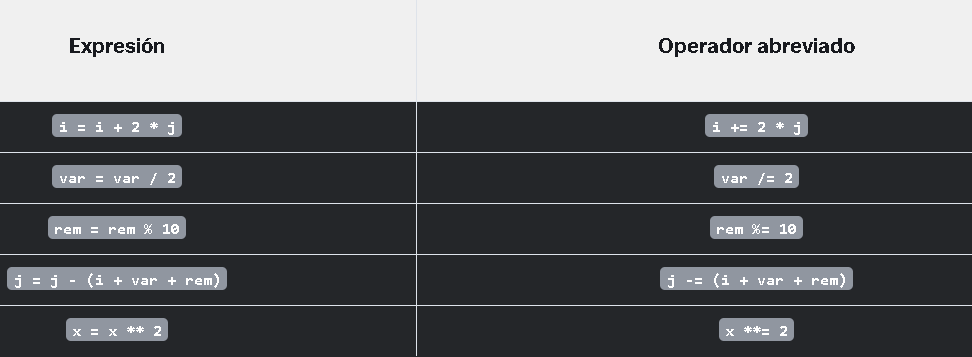 Expresión Operador abreviado
i = i + 2 * j i += 2 * j
var = var / 2 var /= 2
rem = rem % 10 rem %= 10
j = j - (i + var + rem) j -= (i + var + rem)
x = x ** 2 x **= 2